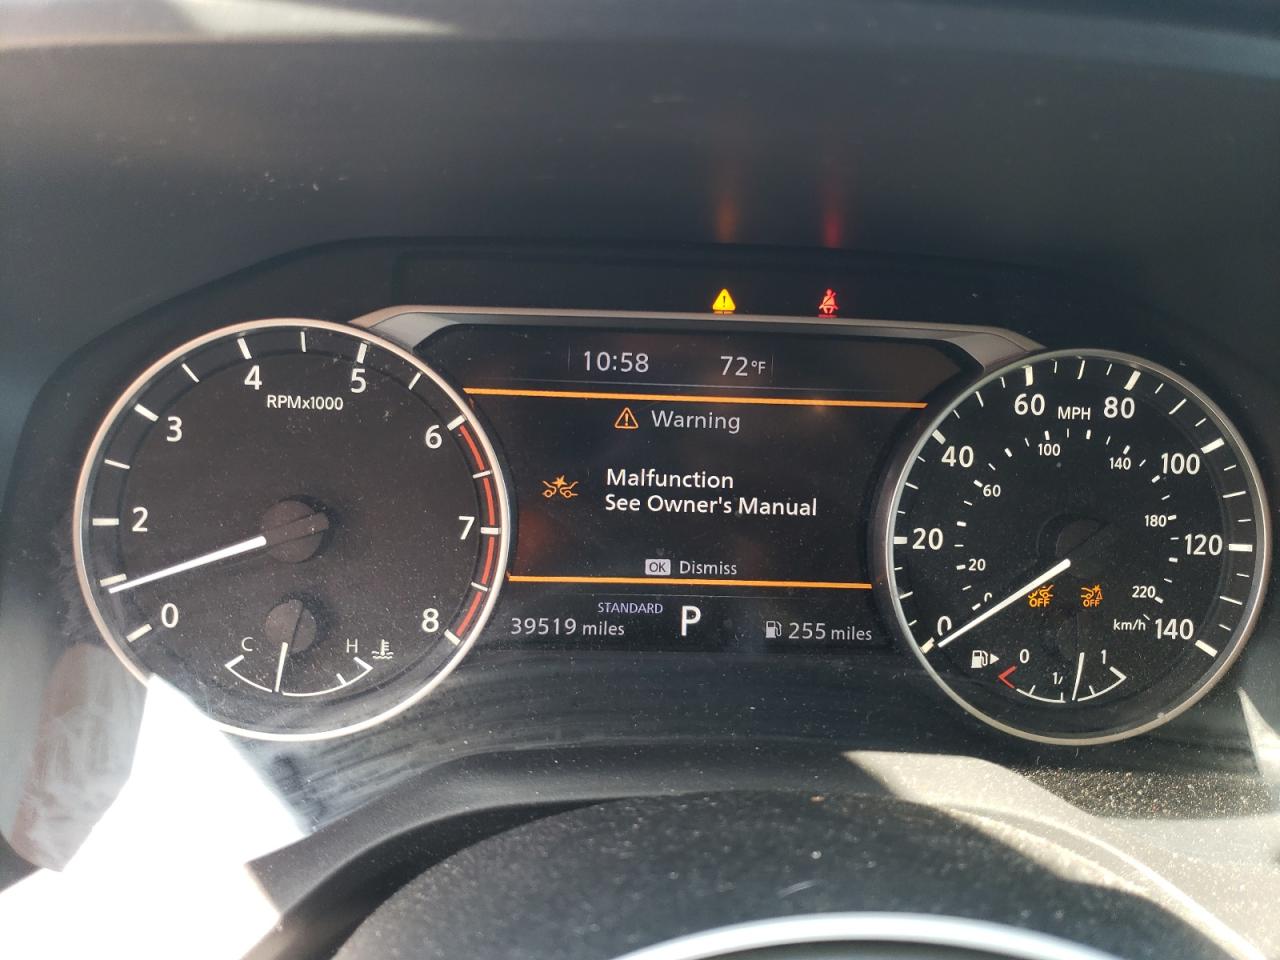 10:58 72°F
Warning
Malfunction
See Owner's Manual
OK Dismiss
STANDARD
39519 miles P 255 miles
RPMx1000
0 2 3 4 5 6 7 8
C H
MPH
0 20 40 60 80 100 120 140
0 20 60 100 140 180 220
km/h
OFF OFF
0 1/ 1